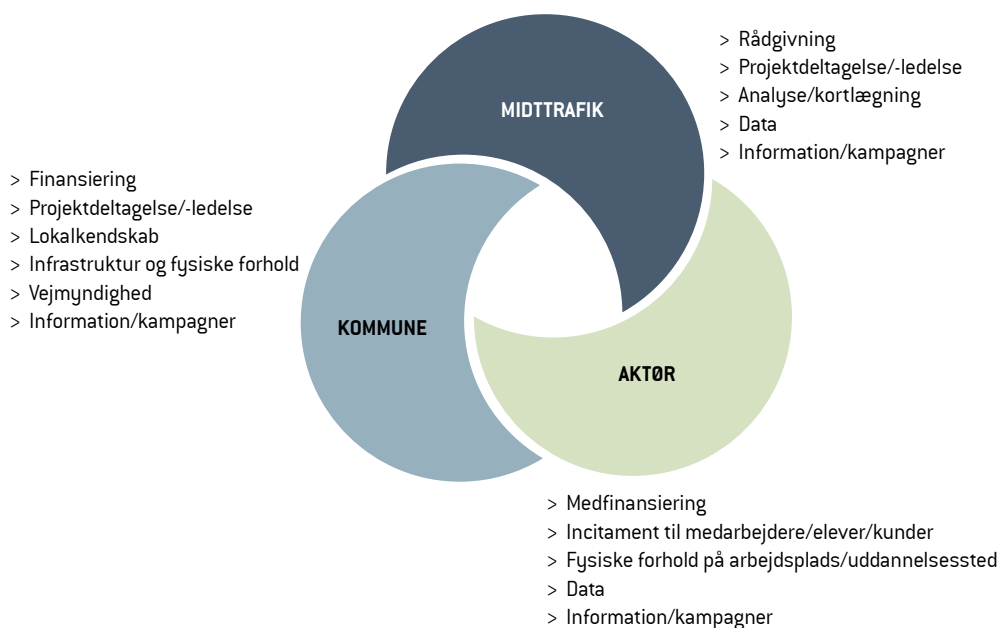 MIDTTRAFIK
> Rådgivning
> Projektdeltagelse/-ledelse
> Analyse/kortlægning
> Data
> Information/kampagner
> Finansiering
> Projektdeltagelse/-ledelse
> Lokalkendskab
> Infrastruktur og fysiske forhold
> Vejmyndighed
> Information/kampagner
KOMMUNE
AKTØR
> Medfinansiering
> Incitament til medarbejdere/elever/kunder
> Fysiske forhold på arbejdsplads/uddannelsessted
> Data
> Information/kampagner